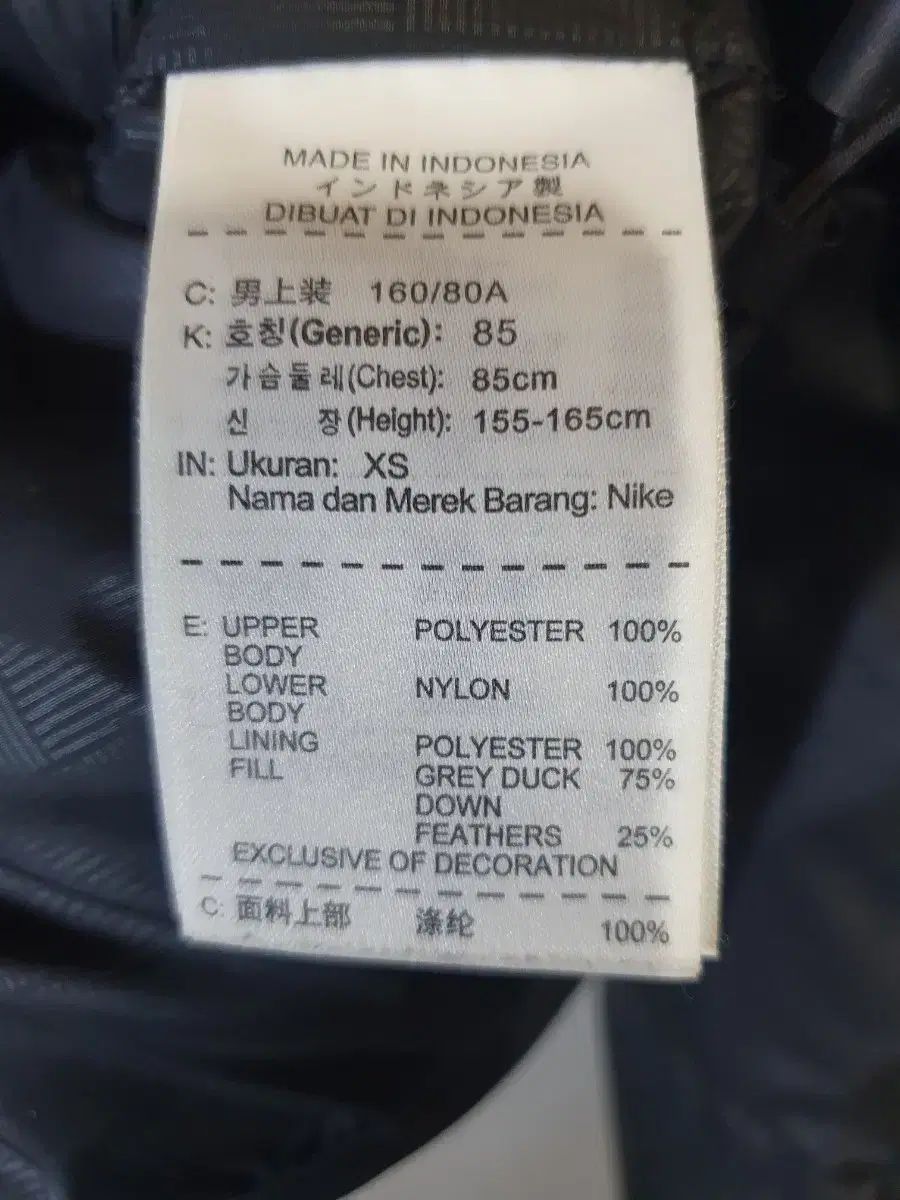 MADE IN INDONESIA
インドネシア製
DIBUAT DI INDONESIA
C: 男上装 160/80A
K: 호칭(Generic): 85
가슴둘레(Chest): 85cm
신 장(Height): 155-165cm
IN: Ukuran: XS
Nama dan Merek Barang: Nike
E: UPPER POLYESTER 100%
BODY
LOWER NYLON 100%
BODY
LINING POLYESTER 100%
FILL GREY DUCK 75%
DOWN
FEATHERS 25%
EXCLUSIVE OF DECORATION
C: 面料上部 涤纶 100%